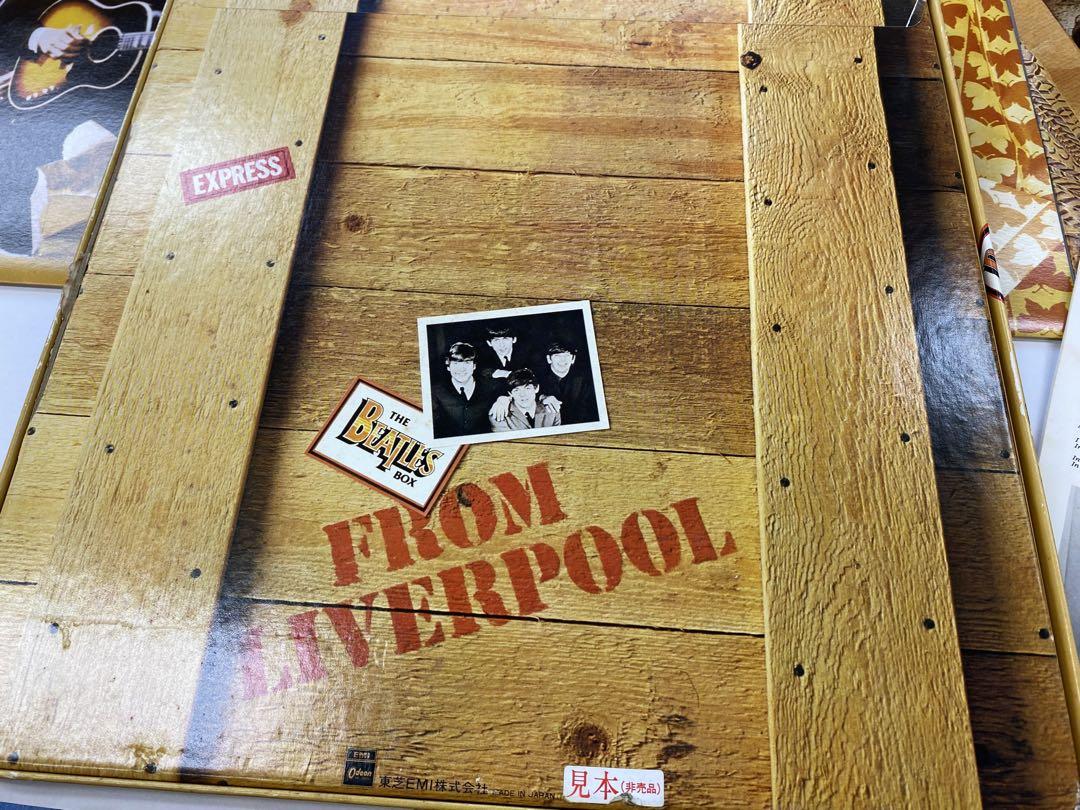 EXPRESS
THE
BEATLES
BOX
FROM
LIVERPOOL
EMI
Odeon
東芝EMI株式会社 MADE IN JAPAN
見本(非売品)